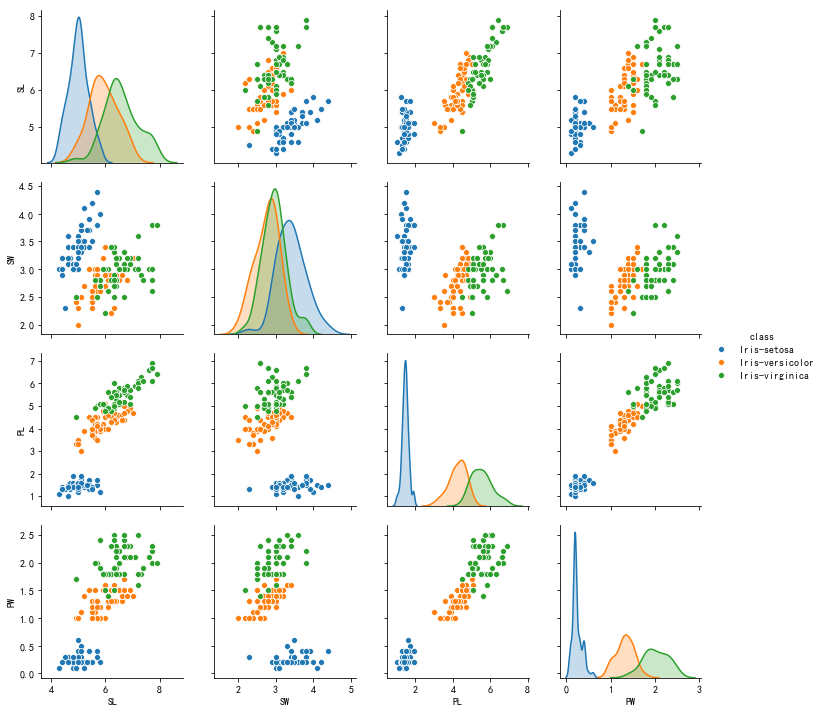 8
7
6
5
SL
4.5
4.0
3.5
3.0
2.5
2.0
SW
7
6
5
4
3
2
1
PL
2.5
2.0
1.5
1.0
0.5
0.0
PW
4 6 8
SL
2 3 4 5
SW
2 4 6 8
PL
0 1 2 3
PW
class
Iris-setosa
Iris-versicolor
Iris-virginica